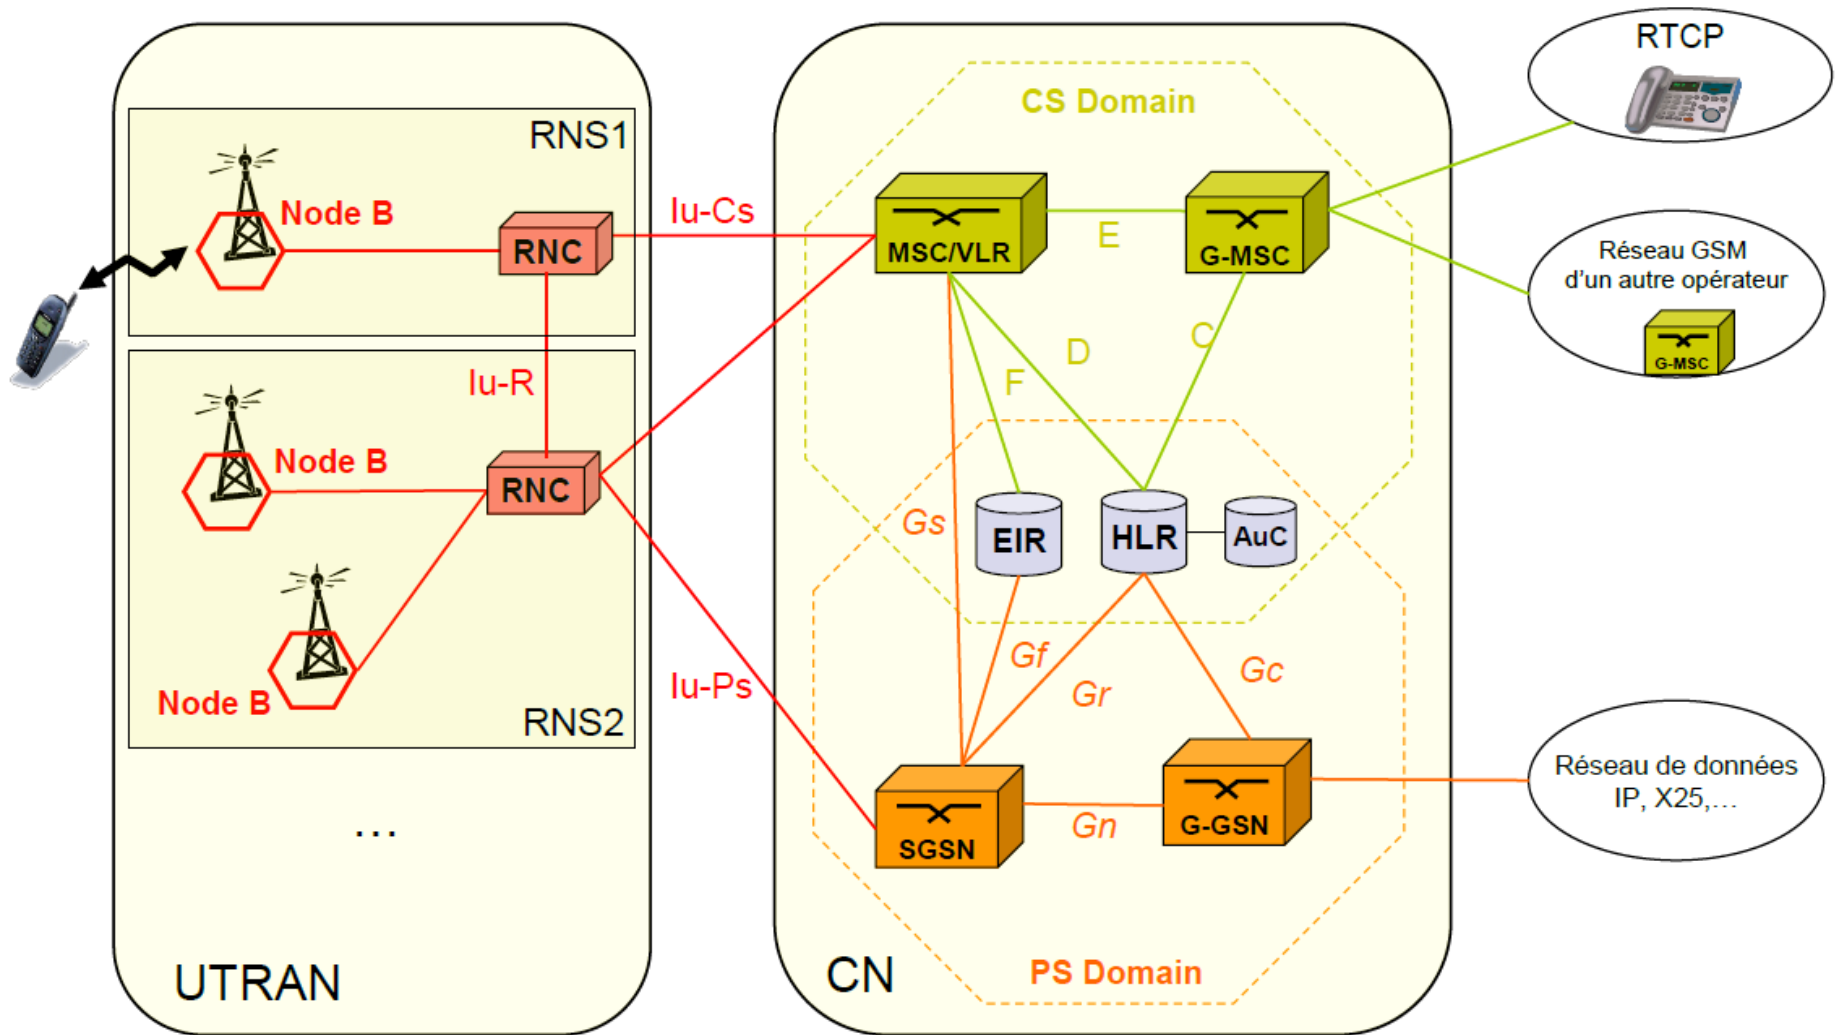 RTCP
CS Domain
RNS1
Node B
RNC
Iu-Cs
MSC/VLR
E
G-MSC
Réseau GSM
d'un autre opérateur
G-MSC
Iu-R
F
D
C
Node B
RNC
Gs
EIR
HLR
AuC
Node B
RNS2
Iu-Ps
Gf
Gr
Gc
SGSN
Gn
G-GSN
Réseau de données
IP, X25,...
...
UTRAN
CN
PS Domain